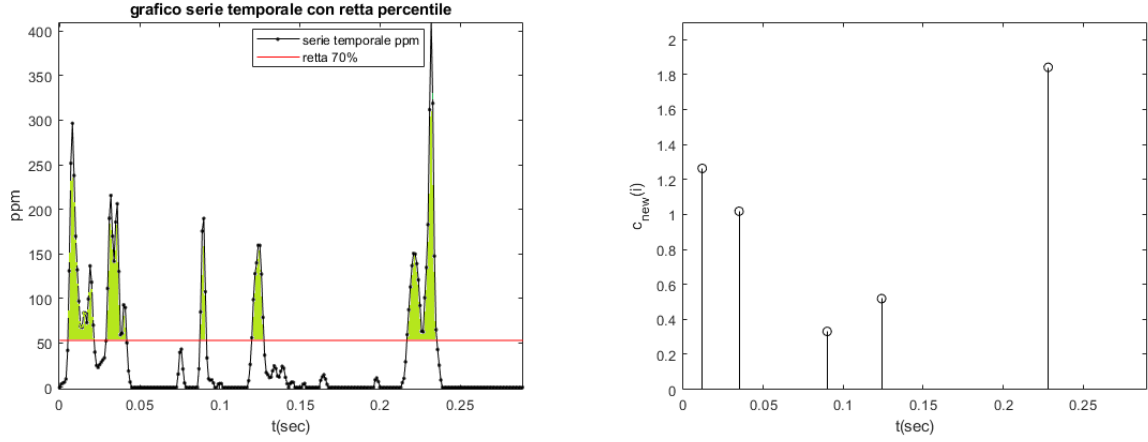 grafico serie temporale con retta percentile
serie temporale ppm
retta 70%
400
350
300
250
200
150
100
50
0
ppm
0 0.05 0.1 0.15 0.2 0.25
t(sec)
2
1.8
1.6
1.4
1.2
1
0.8
0.6
0.4
0.2
0
c_new(i)
0 0.05 0.1 0.15 0.2 0.25
t(sec)